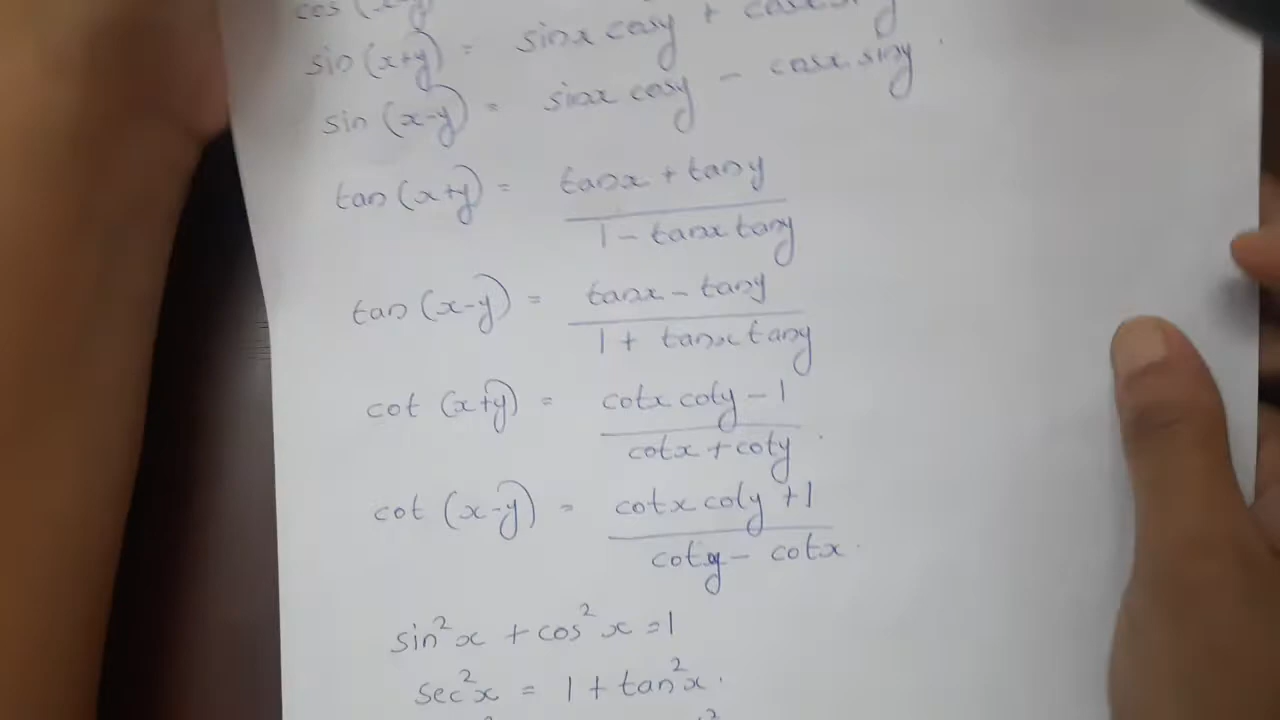 sin (x+y) = sinx cosy +
sin (x-y) = sinx cosy - cosx siny
tan (x+y) = tanx + tany
1 - tanx tany
tan (x-y) = tanx - tany
1 + tanx tany
cot (x+y) = cotx coty - 1
cotx + coty
cot (x-y) = cotx coty + 1
coty - cotx
sin²x + cos²x = 1
sec²x = 1 + tan²x